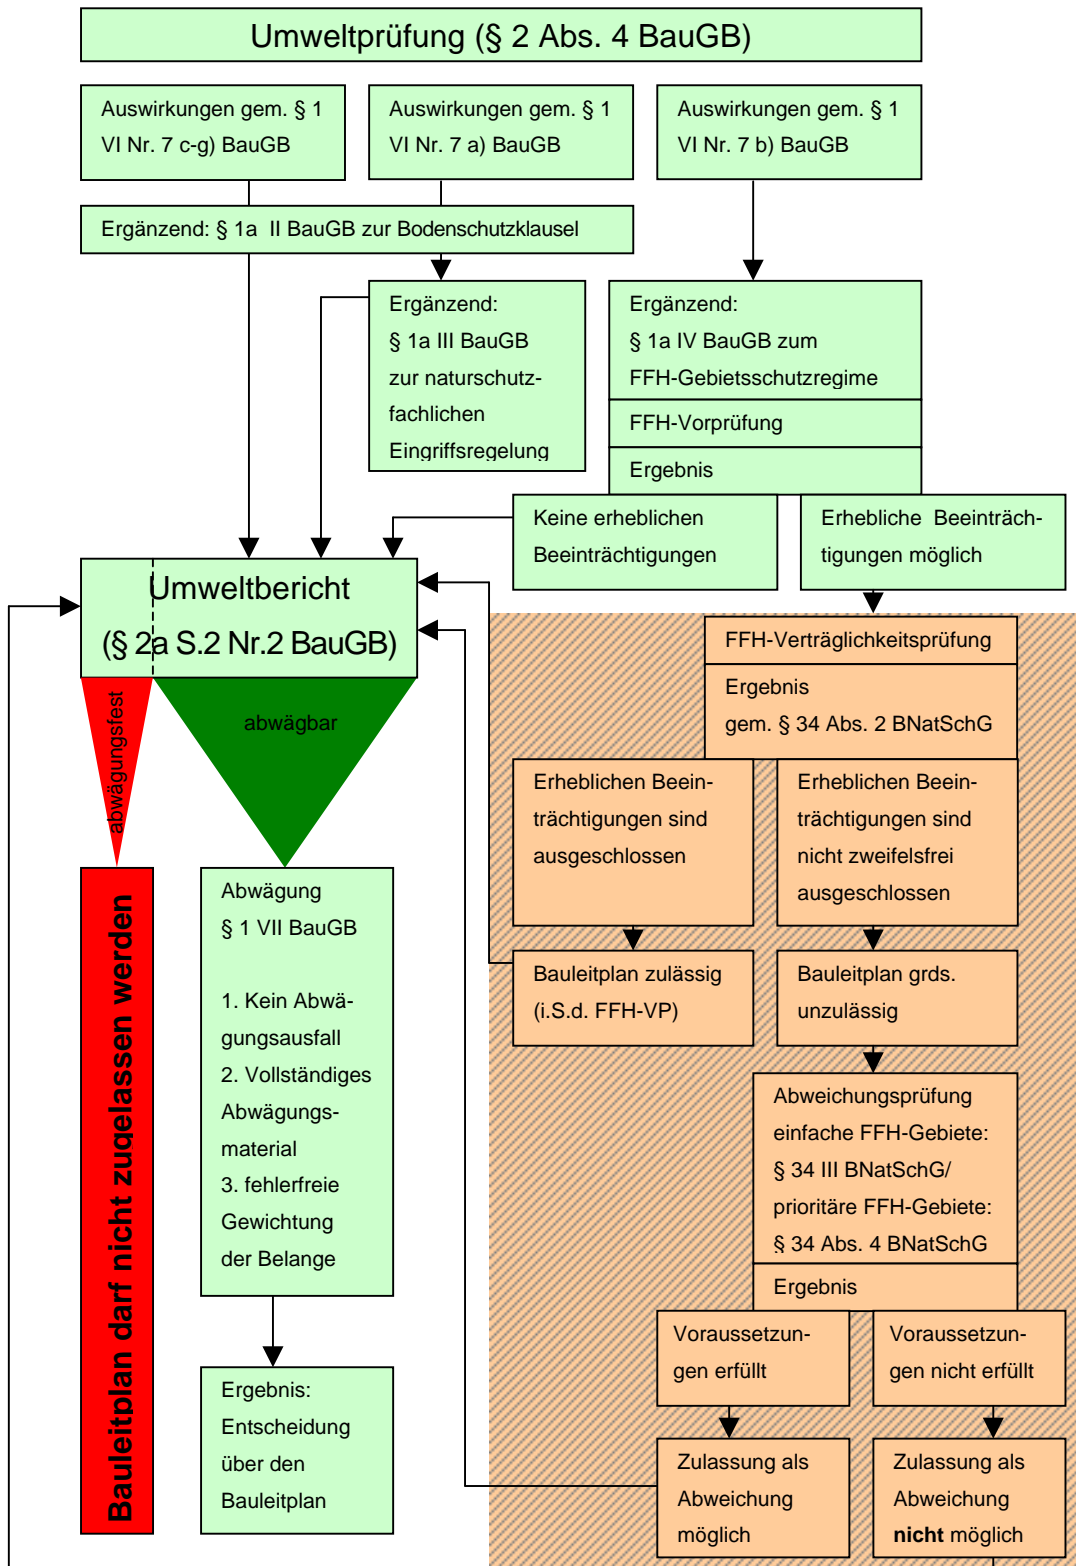 Umweltprüfung (§ 2 Abs. 4 BauGB)
Auswirkungen gem. § 1
VI Nr. 7 c-g) BauGB
Auswirkungen gem. § 1
VI Nr. 7 a) BauGB
Auswirkungen gem. § 1
VI Nr. 7 b) BauGB
Ergänzend: § 1a II BauGB zur Bodenschutzklausel
Ergänzend:
§ 1a III BauGB
zur naturschutz-
fachlichen
Eingriffsregelung
Ergänzend:
§ 1a IV BauGB zum
FFH-Gebietsschutzregime
FFH-Vorprüfung
Ergebnis
Keine erheblichen
Beeinträchtigungen
Erhebliche Beeinträch-
tigungen möglich
Umweltbericht
(§ 2a S.2 Nr.2 BauGB)
FFH-Verträglichkeitsprüfung
Ergebnis
gem. § 34 Abs. 2 BNatSchG
abwägungsfest
abwägbar
Erheblichen Beein-
trächtigungen sind
ausgeschlossen
Erheblichen Beein-
trächtigungen sind
nicht zweifelsfrei
ausgeschlossen
Bauleitplan darf nicht zugelassen werden
Abwägung
§ 1 VII BauGB
1. Kein Abwä-
gungsausfall
2. Vollständiges
Abwägungs-
material
3. fehlerfreie
Gewichtung
der Belange
Bauleitplan zulässig
(i.S.d. FFH-VP)
Bauleitplan grds.
unzulässig
Abweichungsprüfung
einfache FFH-Gebiete:
§ 34 III BNatSchG/
prioritäre FFH-Gebiete:
§ 34 Abs. 4 BNatSchG
Ergebnis
Voraussetzun-
gen erfüllt
Voraussetzun-
gen nicht erfüllt
Ergebnis:
Entscheidung
über den
Bauleitplan
Zulassung als
Abweichung
möglich
Zulassung als
Abweichung
nicht möglich